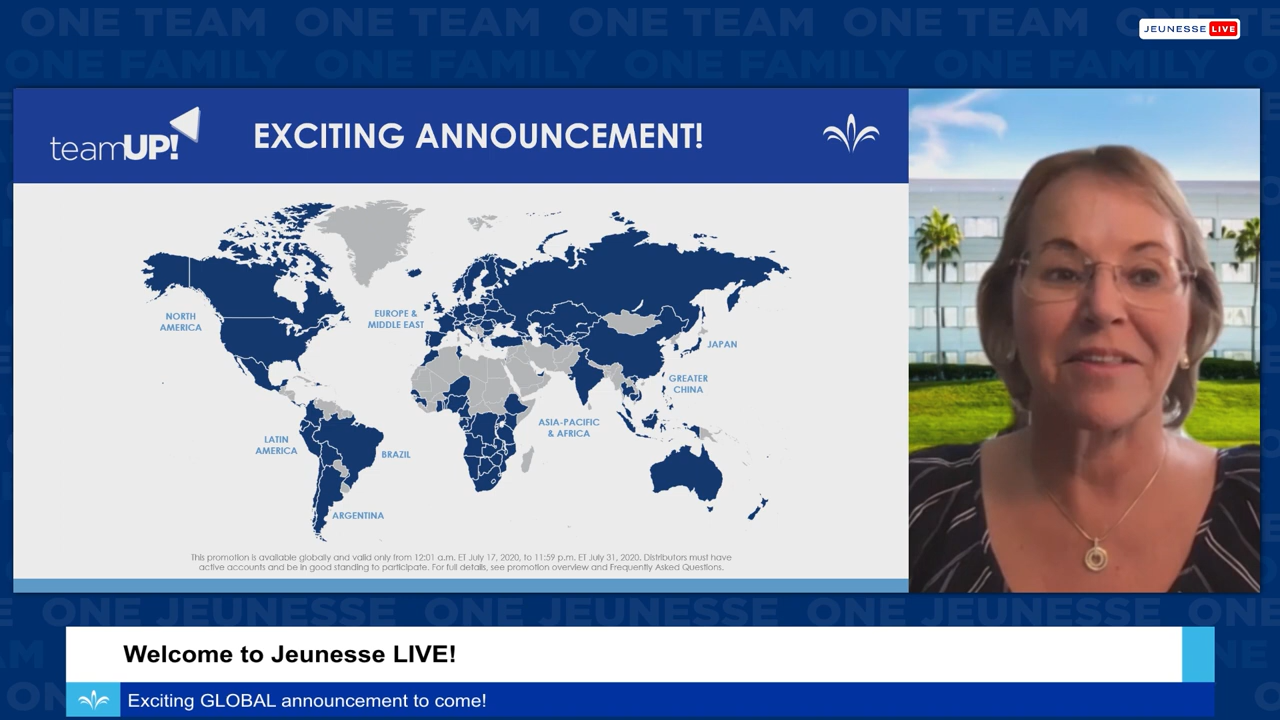 ONE TEAM ONE TEAM ONE TEAM ONE TEAM ONE TE
JEUNESSE LIVE
ONE FAMILY ONE FAMILY ONE FAMILY ONE FAMILY ONE
teamUP!
EXCITING ANNOUNCEMENT!
NORTH
AMERICA
EUROPE &
MIDDLE EAST
JAPAN
GREATER
CHINA
ASIA-PACIFIC
& AFRICA
LATIN
AMERICA
BRAZIL
ARGENTINA
This promotion is available globally and valid only from 12:01 a.m. ET July 17, 2020, to 11:59 p.m. ET July 31, 2020. Distributors must have
active accounts and be in good standing to participate. For full details, see promotion overview and Frequently Asked Questions.
ONE JEUNESSE ONE JEUNESSE ONE JEUNESSE ONE
Welcome to Jeunesse LIVE!
Exciting GLOBAL announcement to come!